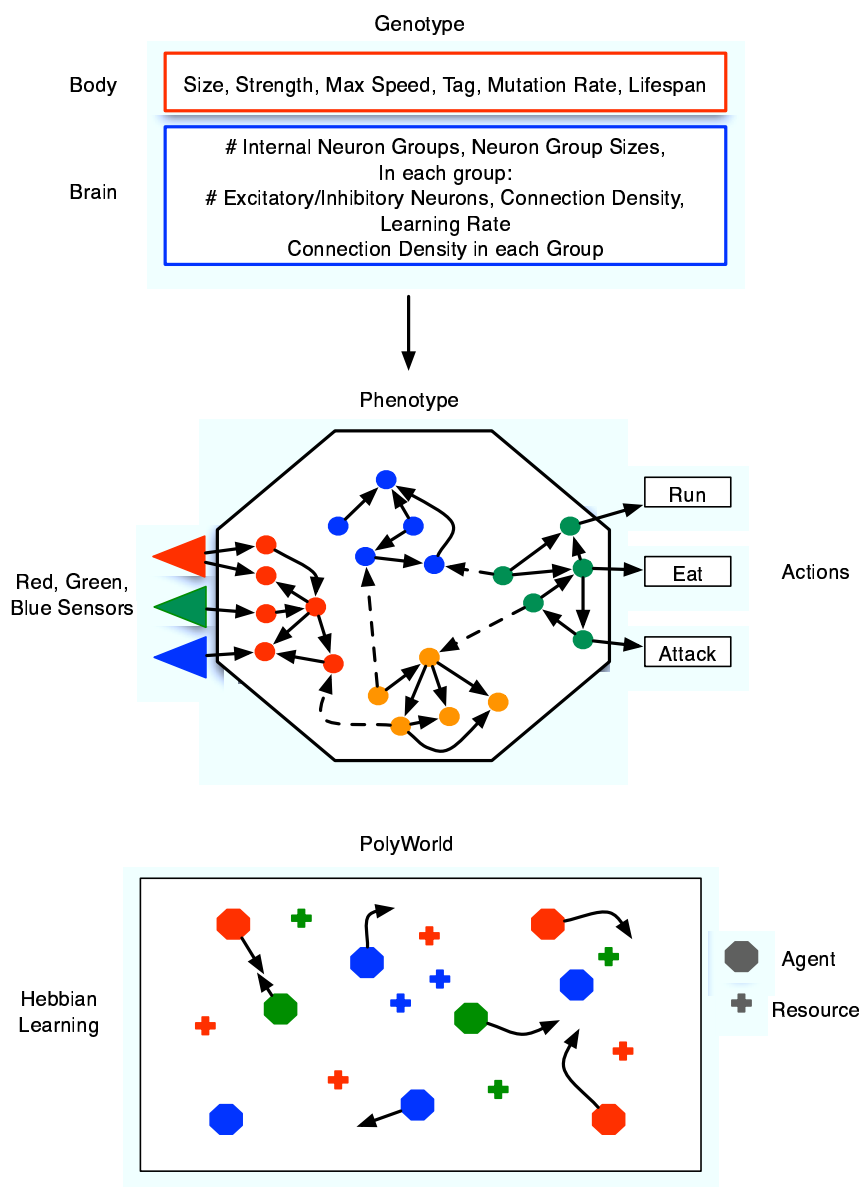 Genotype
Body
Size, Strength, Max Speed, Tag, Mutation Rate, Lifespan
Brain
# Internal Neuron Groups, Neuron Group Sizes,
In each group:
# Excitatory/Inhibitory Neurons, Connection Density,
Learning Rate
Connection Density in each Group
Phenotype
Red, Green,
Blue Sensors
Run
Eat
Attack
Actions
PolyWorld
Hebbian
Learning
Agent
Resource